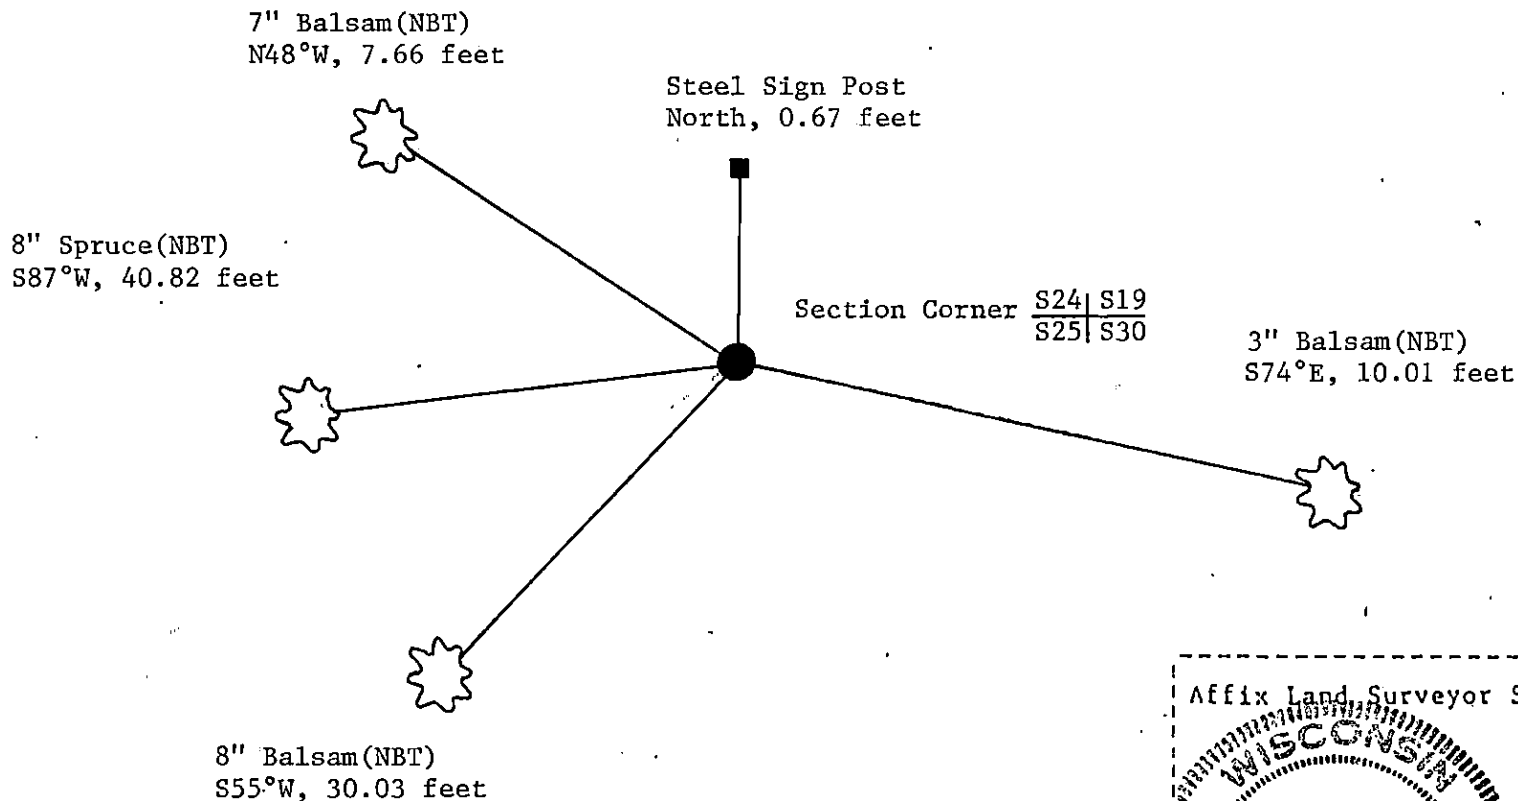 7" Balsam(NBT)
N48°W, 7.66 feet
Steel Sign Post
North, 0.67 feet
8" Spruce(NBT)
S87°W, 40.82 feet
Section Corner S24 | S19
S25 | S30
3" Balsam(NBT)
S74°E, 10.01 feet
8" Balsam(NBT)
S55°W, 30.03 feet
Affix Land Surveyor S
WISCONSIN